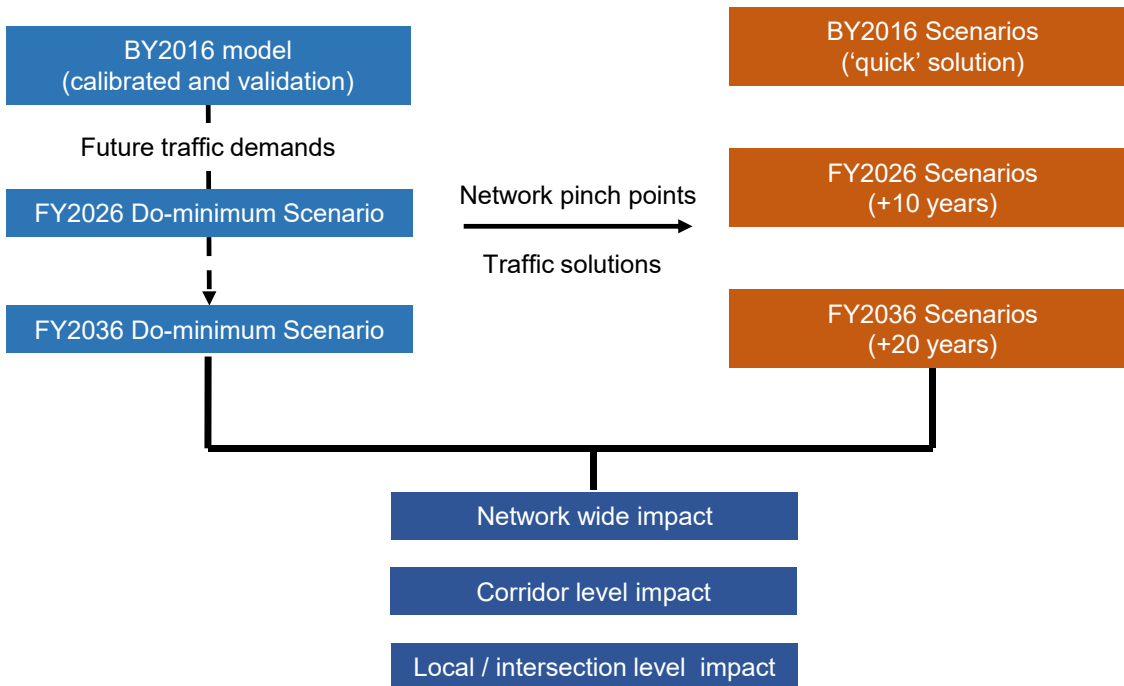 BY2016 model
(calibrated and validation)
Future traffic demands
FY2026 Do-minimum Scenario
FY2036 Do-minimum Scenario
Network pinch points
Traffic solutions
BY2016 Scenarios
(‘quick’ solution)
FY2026 Scenarios
(+10 years)
FY2036 Scenarios
(+20 years)
Network wide impact
Corridor level impact
Local / intersection level  impact